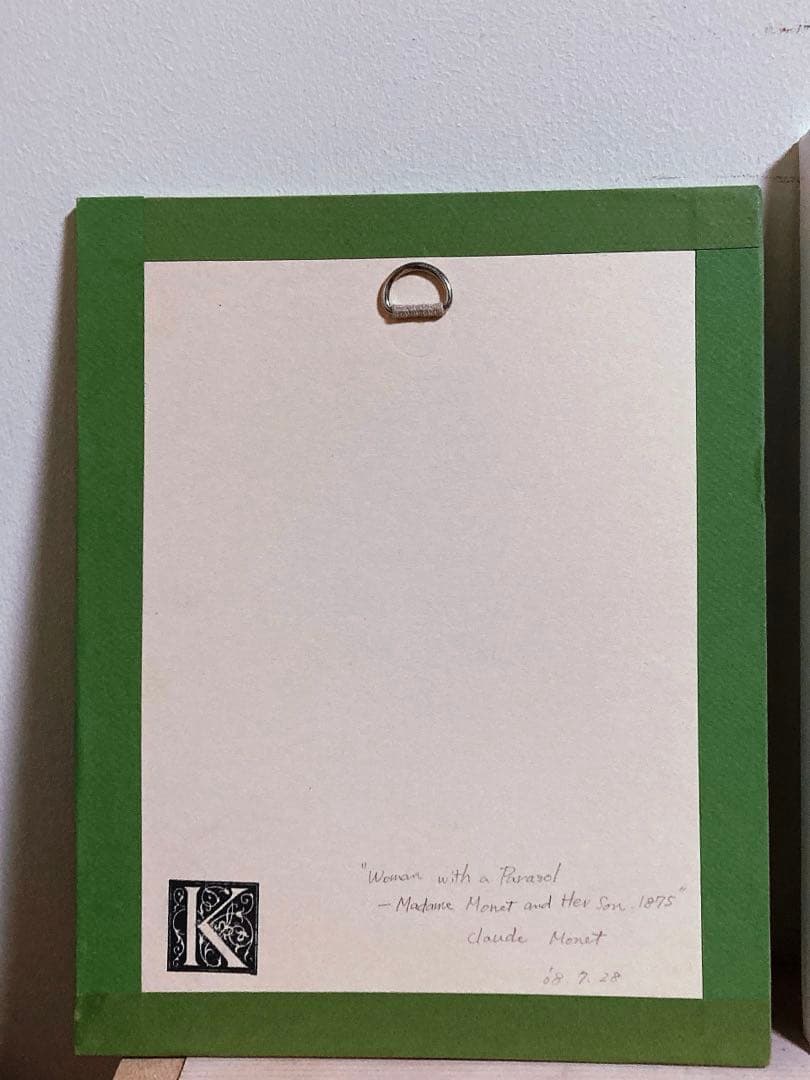 "Woman with a Parasol
— Madame Monet and Her Son. 1875"
Claude Monet
'08. 7. 28
K